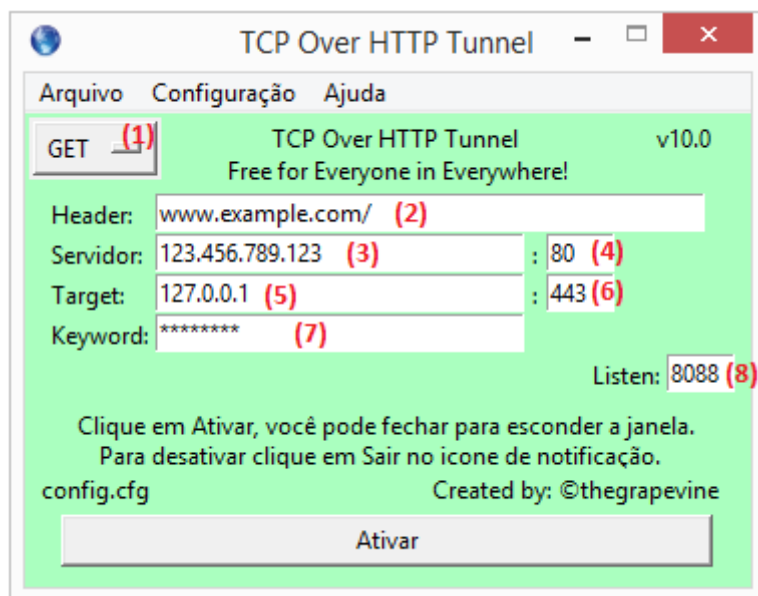 TCP Over HTTP Tunnel
Arquivo Configuração Ajuda
GET (1) TCP Over HTTP Tunnel v10.0
Free for Everyone in Everywhere!
Header: www.example.com/ (2)
Servidor: 123.456.789.123 (3) : 80 (4)
Target: 127.0.0.1 (5) : 443 (6)
Keyword: ******** (7)
Listen: 8088 (8)
Clique em Ativar, você pode fechar para esconder a janela.
Para desativar clique em Sair no icone de notificação.
config.cfg Created by: ©thegrapevine
Ativar